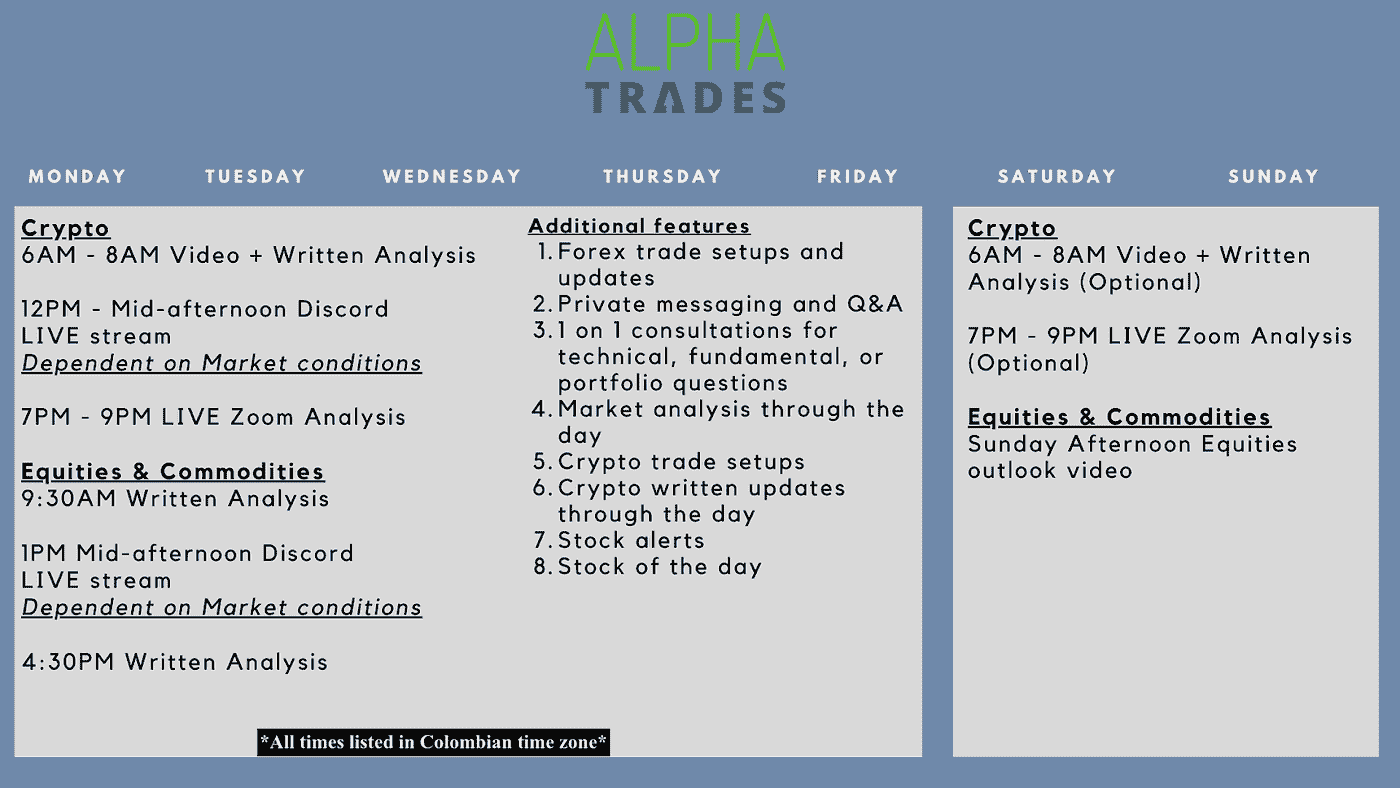 ALPHA
TRADES
MONDAY TUESDAY WEDNESDAY THURSDAY FRIDAY SATURDAY SUNDAY
Crypto
6AM - 8AM Video + Written Analysis
12PM - Mid-afternoon Discord
LIVE stream
Dependent on Market conditions
7PM - 9PM LIVE Zoom Analysis
Equities & Commodities
9:30AM Written Analysis
1PM Mid-afternoon Discord
LIVE stream
Dependent on Market conditions
4:30PM Written Analysis
Additional features
1. Forex trade setups and
updates
2. Private messaging and Q&A
3. 1 on 1 consultations for
technical, fundamental, or
portfolio questions
4. Market analysis through the
day
5. Crypto trade setups
6. Crypto written updates
through the day
7. Stock alerts
8. Stock of the day
*All times listed in Colombian time zone*
Crypto
6AM - 8AM Video + Written
Analysis (Optional)
7PM - 9PM LIVE Zoom Analysis
(Optional)
Equities & Commodities
Sunday Afternoon Equities
outlook video